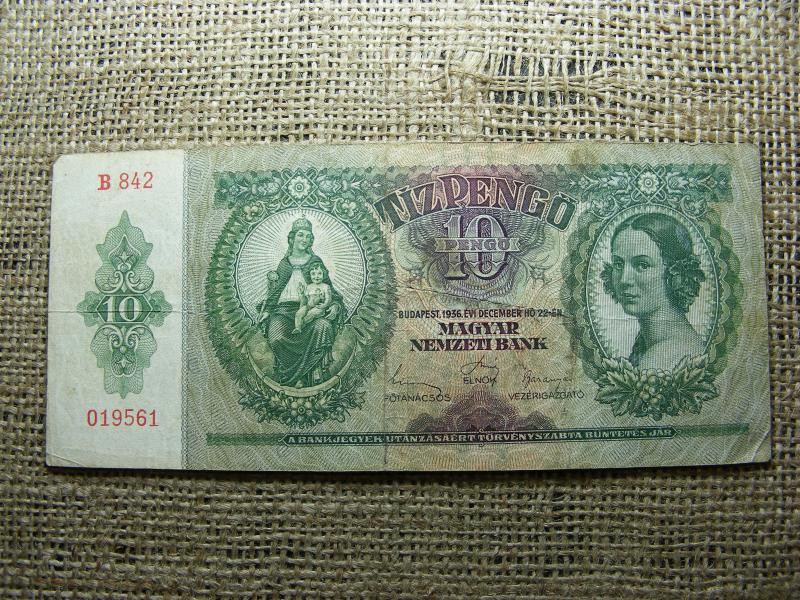 B 842
10
019561
TÍZPENGŐ
10
PENGŐ
BUDAPEST, 1936. ÉVI DECEMBER HÓ 22-ÉN.
MAGYAR
NEMZETI BANK
ELNÖK
FŐTANÁCSOS
VEZÉRIGAZGATÓ
A BANKJEGYEK UTÁNZÁSÁÉRT TÖRVÉNYSZABTA BÜNTETÉS JÁR